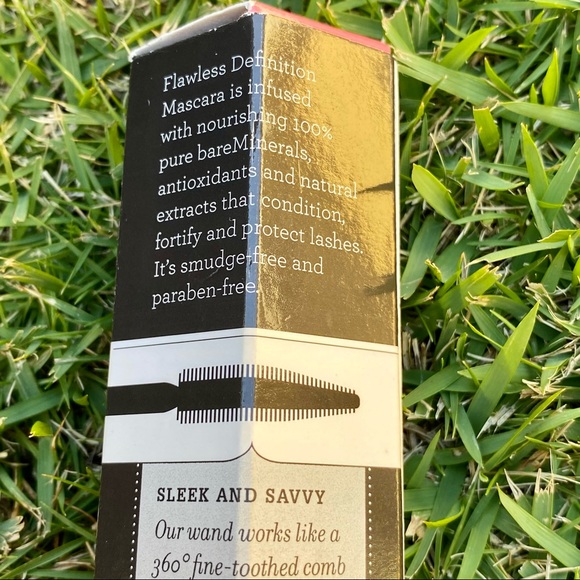 Flawless Definition
Mascara is infused
with nourishing 100%
pure bareMinerals,
antioxidants and natural
extracts that condition,
fortify and protect lashes.
It's smudge-free and
paraben-free.
SLEEK AND SAVVY
Our wand works like a
360° fine-toothed comb